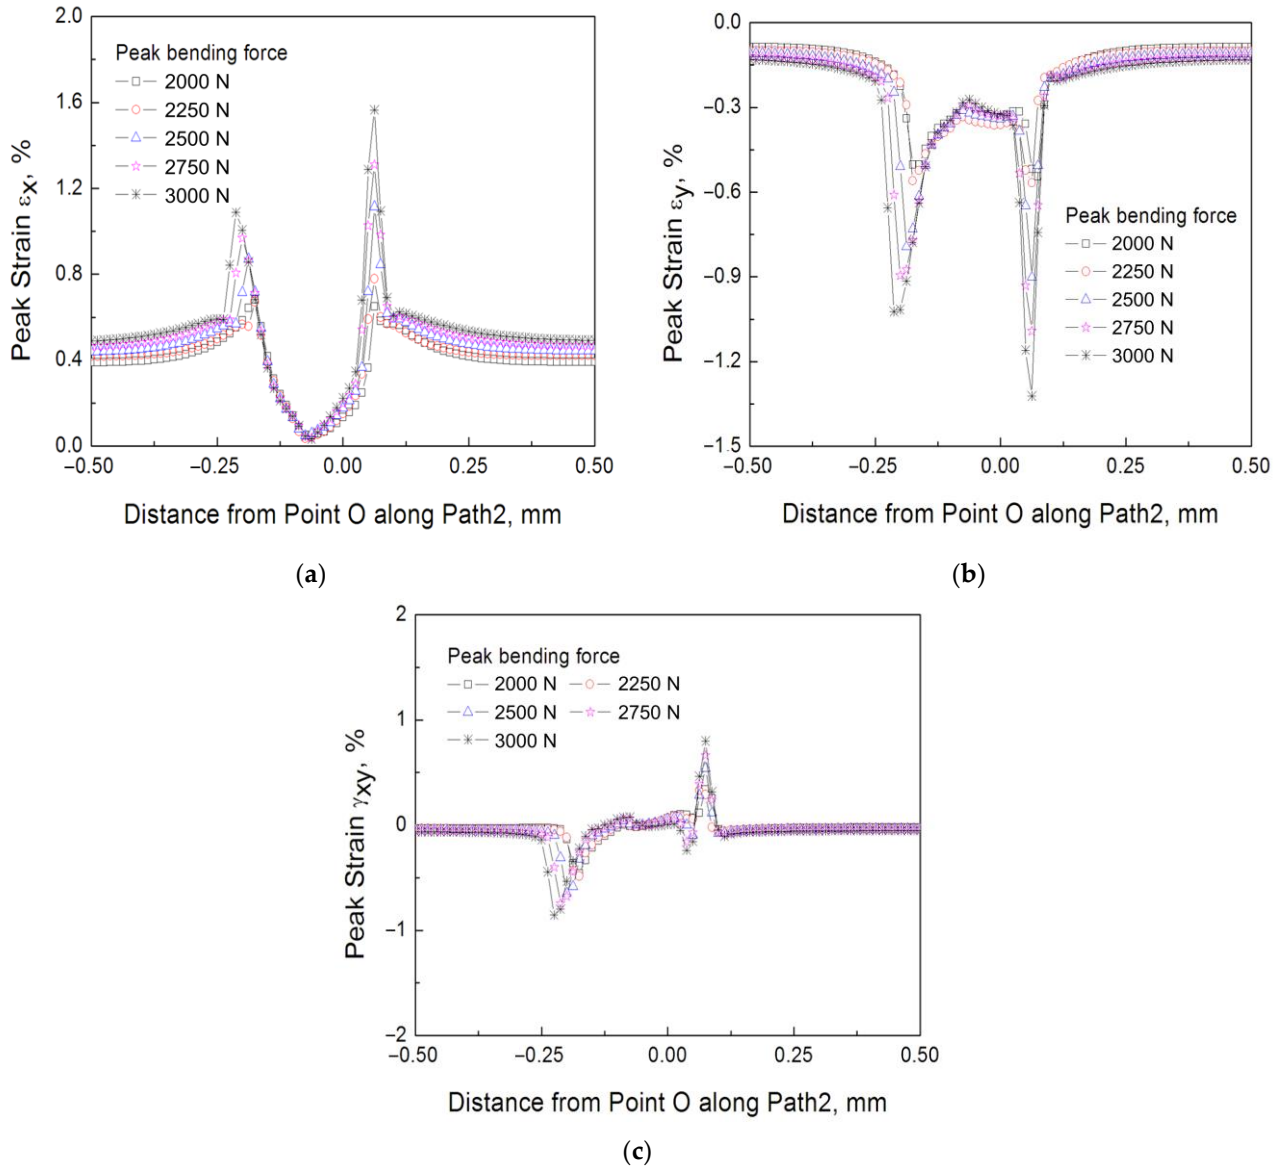 2.0
1.6
1.2
0.8
0.4
0.0
Peak Strain εx, %
Peak bending force
2000 N
2250 N
2500 N
2750 N
3000 N
−0.50 −0.25 0.00 0.25 0.50
Distance from Point O along Path2, mm
(a)
0.0
−0.3
−0.6
−0.9
−1.2
−1.5
Peak Strain εy, %
Peak bending force
2000 N
2250 N
2500 N
2750 N
3000 N
−0.50 −0.25 0.00 0.25 0.50
Distance from Point O along Path2, mm
(b)
2
1
0
−1
−2
Peak Strain γxy, %
Peak bending force
2000 N 2250 N
2500 N 2750 N
3000 N
−0.50 −0.25 0.00 0.25 0.50
Distance from Point O along Path2, mm
(c)